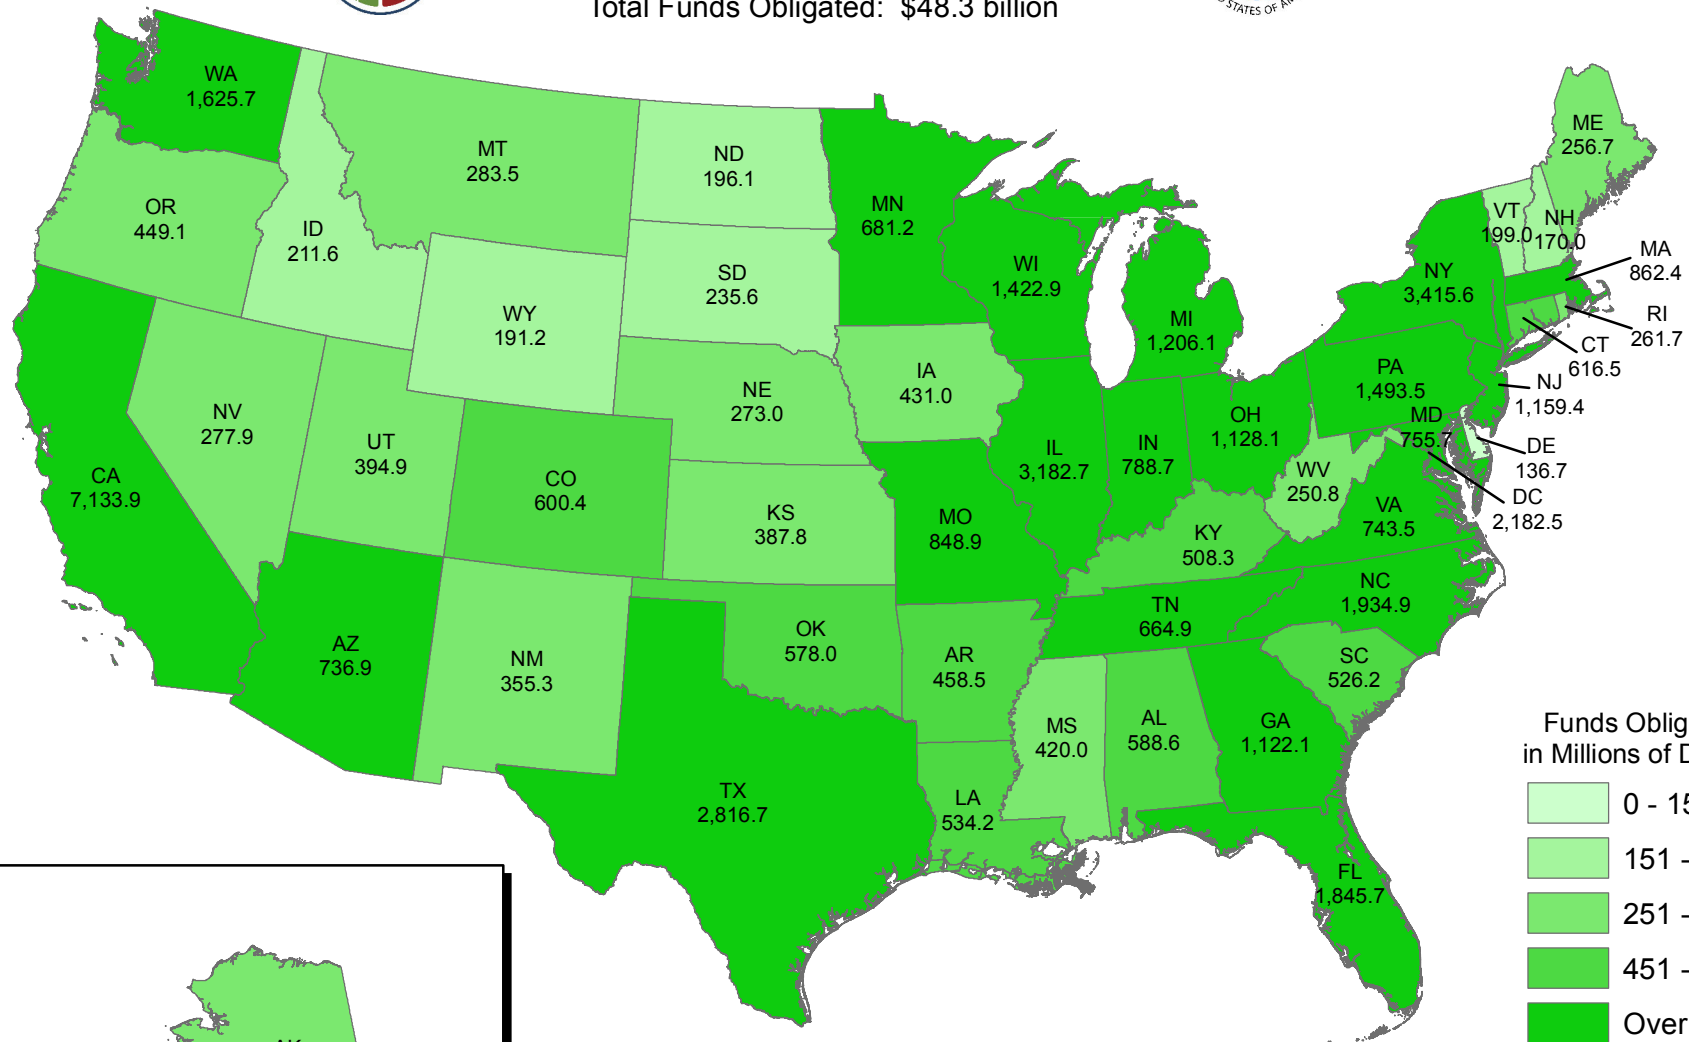 Total Funds Obligated: $48.3 billion
STATES OF
WA
1,625.7
MT
283.5
ND
196.1
MN
681.2
ME
256.7
OR
449.1
ID
211.6
SD
235.6
WI
1,422.9
VT
199.0
NH
170.0
MA
862.4
NY
3,415.6
WY
191.2
MI
1,206.1
RI
261.7
CT
616.5
IA
431.0
NE
273.0
PA
1,493.5
NJ
1,159.4
NV
277.9
UT
394.9
OH
1,128.1
MD
755.7
DE
136.7
CA
7,133.9
CO
600.4
IL
3,182.7
IN
788.7
WV
250.8
DC
2,182.5
KS
387.8
MO
848.9
KY
508.3
VA
743.5
NC
1,934.9
TN
664.9
AZ
736.9
NM
355.3
OK
578.0
AR
458.5
SC
526.2
MS
420.0
AL
588.6
GA
1,122.1
TX
2,816.7
LA
534.2
FL
1,845.7
Funds Oblig
in Millions of D
0 - 15
151 -
251 -
451 -
Over
AK